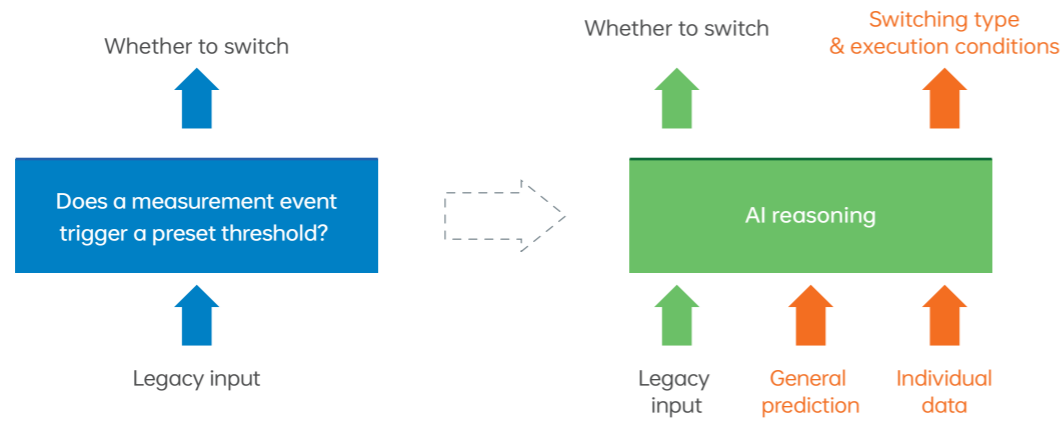 Whether to switch
Does a measurement event
trigger a preset threshold?
Legacy input
Whether to switch
Switching type
& execution conditions
AI reasoning
Legacy
input
General
prediction
Individual
data